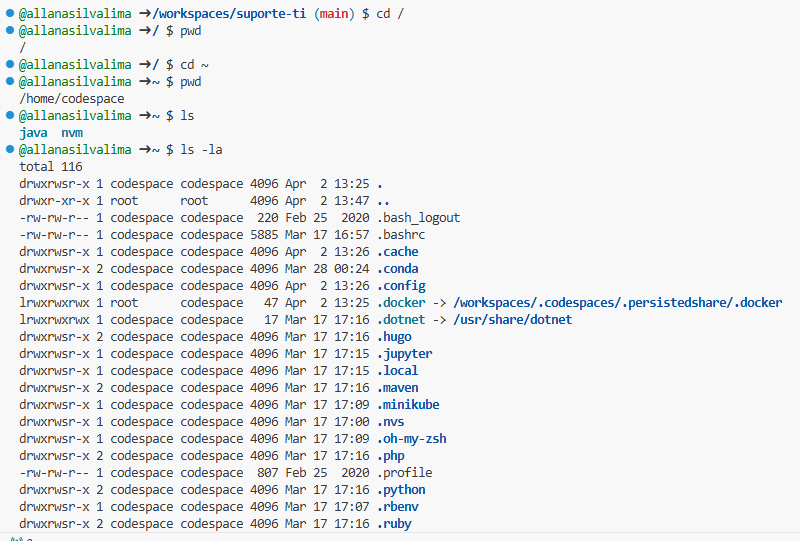 @allanasilvalima ➜/workspaces/suporte-ti (main) $ cd /
@allanasilvalima ➜/ $ pwd
/
@allanasilvalima ➜/ $ cd ~
@allanasilvalima ➜~ $ pwd
/home/codespace
@allanasilvalima ➜~ $ ls
java  nvm
@allanasilvalima ➜~ $ ls -la
total 116
drwxrwsr-x 1 codespace codespace 4096 Apr  2 13:25 .
drwxr-xr-x 1 root      root      4096 Apr  2 13:47 ..
-rw-rw-r-- 1 codespace codespace  220 Feb 25  2020 .bash_logout
-rw-rw-r-- 1 codespace codespace 5885 Mar 17 16:57 .bashrc
drwxrwsr-x 1 codespace codespace 4096 Apr  2 13:26 .cache
drwxrwsr-x 2 codespace codespace 4096 Mar 28 00:24 .conda
drwxrwsr-x 1 codespace codespace 4096 Apr  2 13:26 .config
lrwxrwxrwx 1 root      codespace   47 Apr  2 13:25 .docker -> /workspaces/.codespaces/.persistedshare/.docker
lrwxrwxrwx 1 codespace codespace   17 Mar 17 17:16 .dotnet -> /usr/share/dotnet
drwxrwsr-x 2 codespace codespace 4096 Mar 17 17:16 .hugo
drwxrwsr-x 1 codespace codespace 4096 Mar 17 17:15 .jupyter
drwxrwsr-x 1 codespace codespace 4096 Mar 17 17:15 .local
drwxrwsr-x 2 codespace codespace 4096 Mar 17 17:16 .maven
drwxrwsr-x 1 codespace codespace 4096 Mar 17 17:09 .minikube
drwxrwsr-x 1 codespace codespace 4096 Mar 17 17:00 .nvs
drwxrwsr-x 1 codespace codespace 4096 Mar 17 17:09 .oh-my-zsh
drwxrwsr-x 2 codespace codespace 4096 Mar 17 17:16 .php
-rw-rw-r-- 1 codespace codespace  807 Feb 25  2020 .profile
drwxrwsr-x 2 codespace codespace 4096 Mar 17 17:16 .python
drwxrwsr-x 1 codespace codespace 4096 Mar 17 17:07 .rbenv
drwxrwsr-x 2 codespace codespace 4096 Mar 17 17:16 .ruby